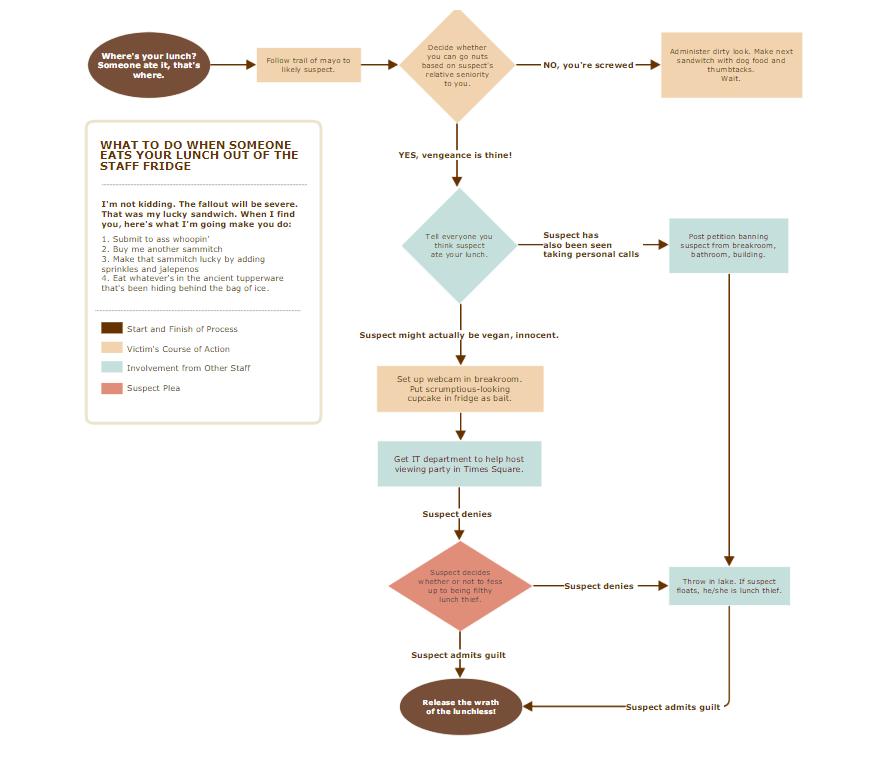 Where's your lunch?
Someone ate it, that's
where.
Follow trail of mayo to
likely suspect.
Decide whether
you can go nuts
based on suspect's
relative seniority
to you.
NO, you're screwed
Administer dirty look. Make next
sandwich with dog food and
thumbtacks.
Wait.
YES, vengeance is thine!
WHAT TO DO WHEN SOMEONE
EATS YOUR LUNCH OUT OF THE
STAFF FRIDGE
I'm not kidding. The fallout will be severe.
That was my lucky sandwich. When I find
you, here's what I'm going make you do:
1. Submit to ass whoopin'
2. Buy me another sammitch
3. Make that sammitch lucky by adding
sprinkles and jalepenos
4. Eat whatever's in the ancient tupperware
that's been hiding behind the bag of ice.
Start and Finish of Process
Victim's Course of Action
Involvement from Other Staff
Suspect Plea
Tell everyone you
think suspect
ate your lunch.
Suspect has
also been seen
taking personal calls
Post petition banning
suspect from breakroom,
bathroom, building.
Suspect might actually be vegan, innocent.
Set up webcam in breakroom.
Put scrumptious-looking
cupcake in fridge as bait.
Get IT department to help host
viewing party in Times Square.
Suspect denies
Suspect decides
whether or not to fess
up to being filthy
lunch thief.
Suspect denies
Throw in lake. If suspect
floats, he/she is lunch thief.
Suspect admits guilt
Release the wrath
of the lunchless!
Suspect admits guilt